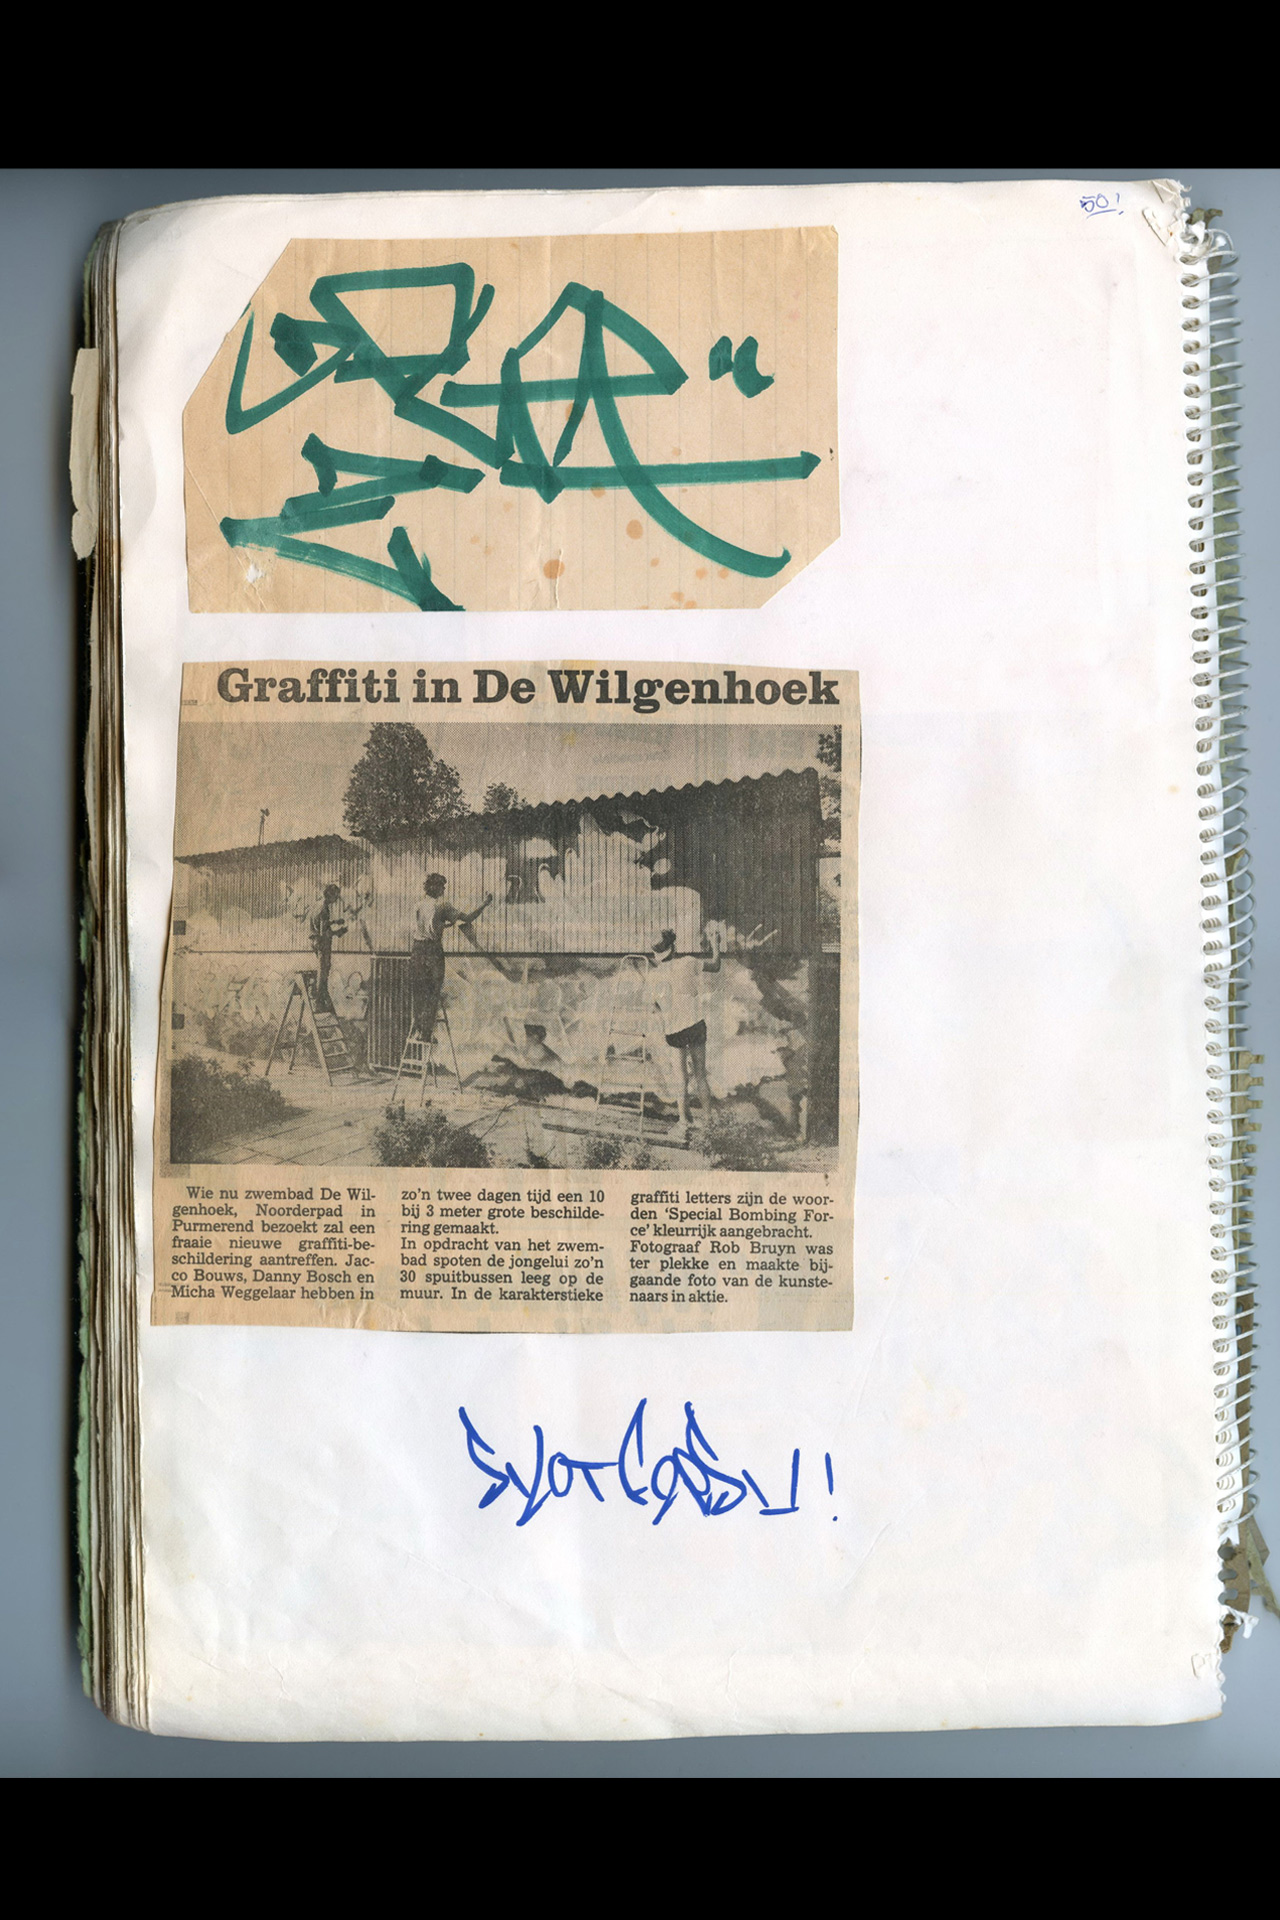 50!
Graffiti in De Wilgenhoek
Wie nu zwembad De Wil-
genhoek, Noorderpad in
Purmerend bezoekt zal een
fraaie nieuwe graffiti-be-
schildering aantreffen. Jac-
co Bouws, Danny Bosch en
Micha Weggelaar hebben in
zo'n twee dagen tijd een 10
bij 3 meter grote beschilde-
ring gemaakt.
In opdracht van het zwem-
bad spoten de jongelui zo'n
30 spuitbussen leeg op de
muur. In de karakterstieke
graffiti letters zijn de woor-
den 'Special Bombing For-
ce' kleurrijk aangebracht.
Fotograaf Rob Bruyn was
ter plekke en maakte bij-
gaande foto van de kunste-
naars in aktie.